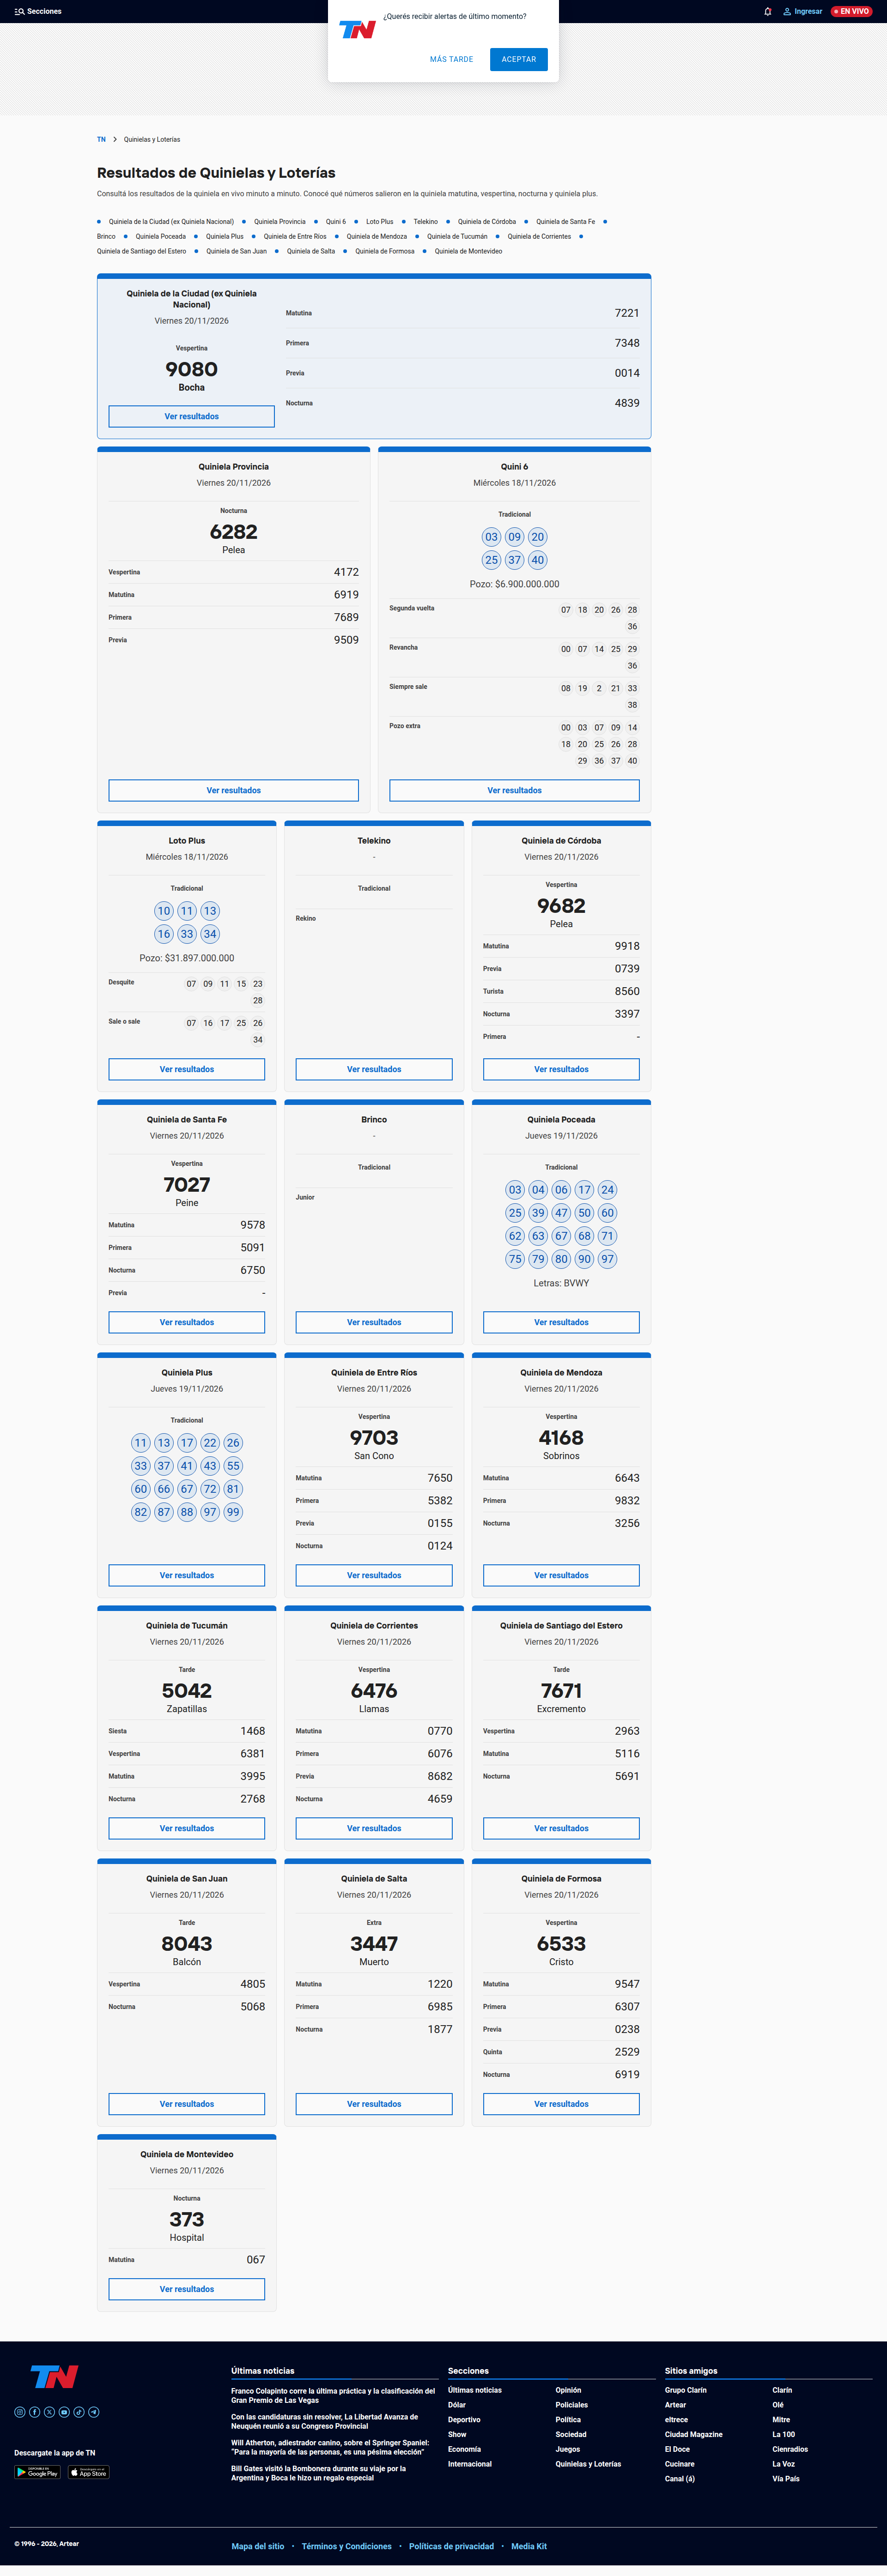 Secciones
TN
¿Querés recibir alertas de último momento?
MÁS TARDE
ACEPTAR
Ingresar
EN VIVO
TN
Quinielas y Loterías
Resultados de Quinielas y Loterías
Consultá los resultados de la quiniela en vivo minuto a minuto. Conocé qué números salieron en la quiniela matutina, vespertina, nocturna y quiniela plus.
• Quiniela de la Ciudad (ex Quiniela Nacional) • Quiniela Provincia • Quini 6 • Loto Plus • Telekino • Quiniela de Córdoba • Quiniela de Santa Fe •
Brinco • Quiniela Poceada • Quiniela Plus • Quiniela de Entre Ríos • Quiniela de Mendoza • Quiniela de Tucumán • Quiniela de Corrientes •
Quiniela de Santiago del Estero • Quiniela de San Juan • Quiniela de Salta • Quiniela de Formosa • Quiniela de Montevideo
Quiniela de la Ciudad (ex Quiniela
Nacional)
Viernes 20/11/2026
Vespertina
9080
Bocha
Ver resultados
Matutina 7221
Primera 7348
Previa 0014
Nocturna 4839
Quiniela Provincia
Viernes 20/11/2026
Nocturna
6282
Pelea
Vespertina 4172
Matutina 6919
Primera 7689
Previa 9509
Ver resultados
Quini 6
Miércoles 18/11/2026
Tradicional
03 09 20
25 37 40
Pozo: $6.900.000.000
Segunda vuelta 07 18 20 26 28
36
Revancha 00 07 14 25 29
36
Siempre sale 08 19 2 21 33
38
Pozo extra 00 03 07 09 14
18 20 25 26 28
29 36 37 40
Ver resultados
Loto Plus
Miércoles 18/11/2026
Tradicional
10 11 13
16 33 34
Pozo: $31.897.000.000
Desquite 07 09 11 15 23
28
Sale o sale 07 16 17 25 26
34
Ver resultados
Telekino
-
Tradicional
Rekino
Ver resultados
Quiniela de Córdoba
Viernes 20/11/2026
Vespertina
9682
Pelea
Matutina 9918
Previa 0739
Turista 8560
Nocturna 3397
Primera -
Ver resultados
Quiniela de Santa Fe
Viernes 20/11/2026
Vespertina
7027
Peine
Matutina 9578
Primera 5091
Nocturna 6750
Previa -
Ver resultados
Brinco
-
Tradicional
Junior
Ver resultados
Quiniela Poceada
Jueves 19/11/2026
Tradicional
03 04 06 17 24
25 39 47 50 60
62 63 67 68 71
75 79 80 90 97
Letras: BVWY
Ver resultados
Quiniela Plus
Jueves 19/11/2026
Tradicional
11 13 17 22 26
33 37 41 43 55
60 66 67 72 81
82 87 88 97 99
Ver resultados
Quiniela de Entre Ríos
Viernes 20/11/2026
Vespertina
9703
San Cono
Matutina 7650
Primera 5382
Previa 0155
Nocturna 0124
Ver resultados
Quiniela de Mendoza
Viernes 20/11/2026
Vespertina
4168
Sobrinos
Matutina 6643
Primera 9832
Nocturna 3256
Ver resultados
Quiniela de Tucumán
Viernes 20/11/2026
Tarde
5042
Zapatillas
Siesta 1468
Vespertina 6381
Matutina 3995
Nocturna 2768
Ver resultados
Quiniela de Corrientes
Viernes 20/11/2026
Vespertina
6476
Llamas
Matutina 0770
Primera 6076
Previa 8682
Nocturna 4659
Ver resultados
Quiniela de Santiago del Estero
Viernes 20/11/2026
Tarde
7671
Excremento
Vespertina 2963
Matutina 5116
Nocturna 5691
Ver resultados
Quiniela de San Juan
Viernes 20/11/2026
Tarde
8043
Balcón
Vespertina 4805
Nocturna 5068
Ver resultados
Quiniela de Salta
Viernes 20/11/2026
Extra
3447
Muerto
Matutina 1220
Primera 6985
Nocturna 1877
Ver resultados
Quiniela de Formosa
Viernes 20/11/2026
Vespertina
6533
Cristo
Matutina 9547
Primera 6307
Previa 0238
Quinta 2529
Nocturna 6919
Ver resultados
Quiniela de Montevideo
Viernes 20/11/2026
Nocturna
373
Hospital
Matutina 067
Ver resultados
TN
Descargate la app de TN
Google Play
App Store
Últimas noticias
Franco Colapinto corre la última práctica y la clasificación del
Gran Premio de Las Vegas
Con las candidaturas sin resolver, La Libertad Avanza de
Neuquén reunió a su Congreso Provincial
Will Atherton, adiestrador canino, sobre el Springer Spaniel:
"Para la mayoría de las personas, es una pésima elección"
Bill Gates visitó la Bombonera durante su viaje por la
Argentina y Boca le hizo un regalo especial
Secciones
Últimas noticias Opinión
Dólar Policiales
Deportivo Política
Show Sociedad
Economía Juegos
Internacional Quinielas y Loterías
Sitios amigos
Grupo Clarín Clarín
Artear Olé
eltrece Mitre
Ciudad Magazine La 100
El Doce Cienradios
Cucinare La Voz
Canal (á) Vía País
© 1996 - 2026, Artear
Mapa del sitio • Términos y Condiciones • Políticas de privacidad • Media Kit